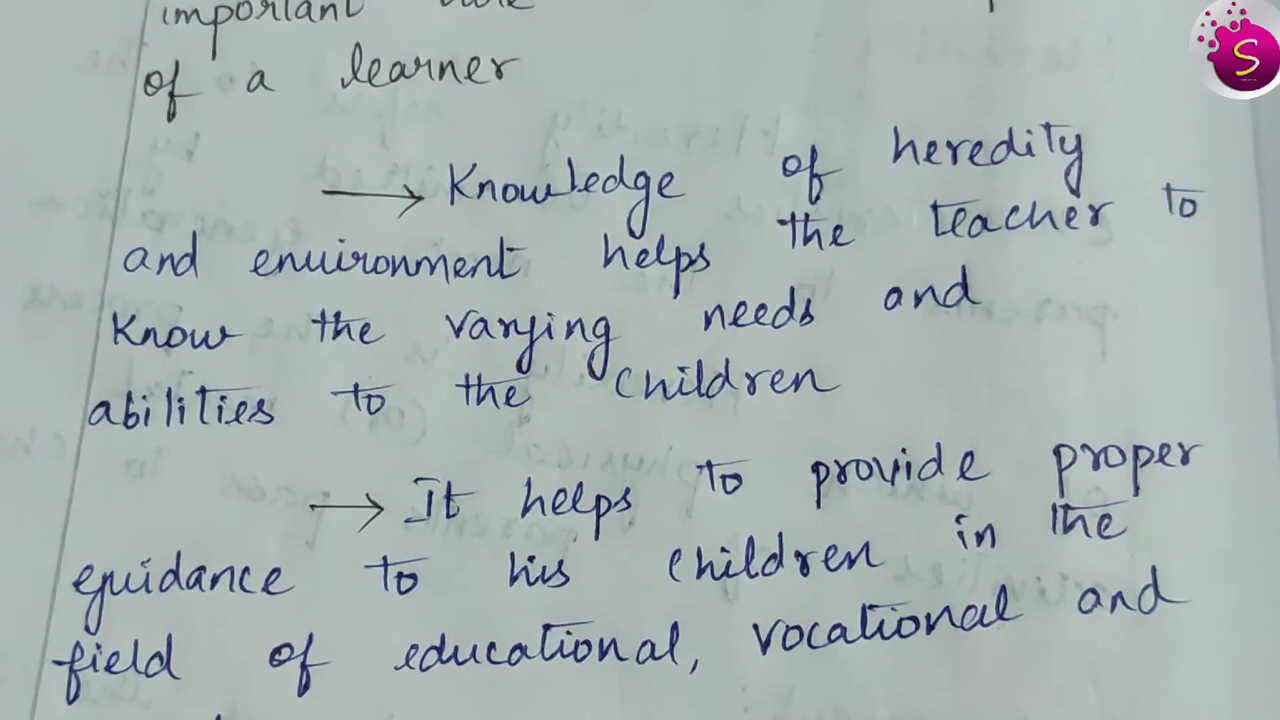 important
of a learner
→ Knowledge of heredity
and environment helps the teacher to
Know the varying needs and
abilities to the children
→ It helps to provide proper
guidance to his children in the
field of educational, vocational and
S